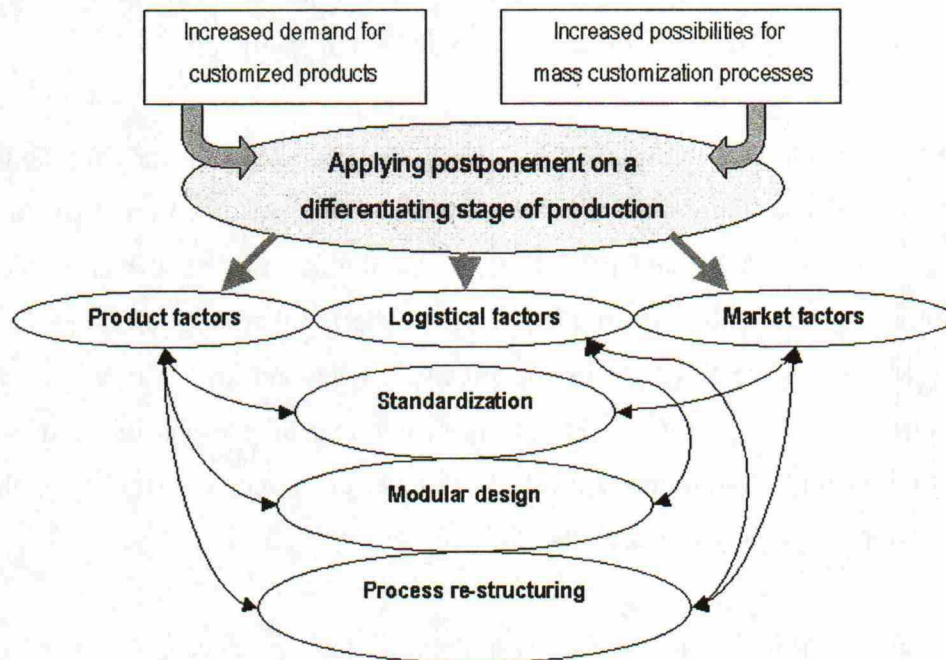 Increased demand for
customized products
Increased possibilities for
mass customization processes
Applying postponement on a
differentiating stage of production
Product factors
Logistical factors
Market factors
Standardization
Modular design
Process re-structuring